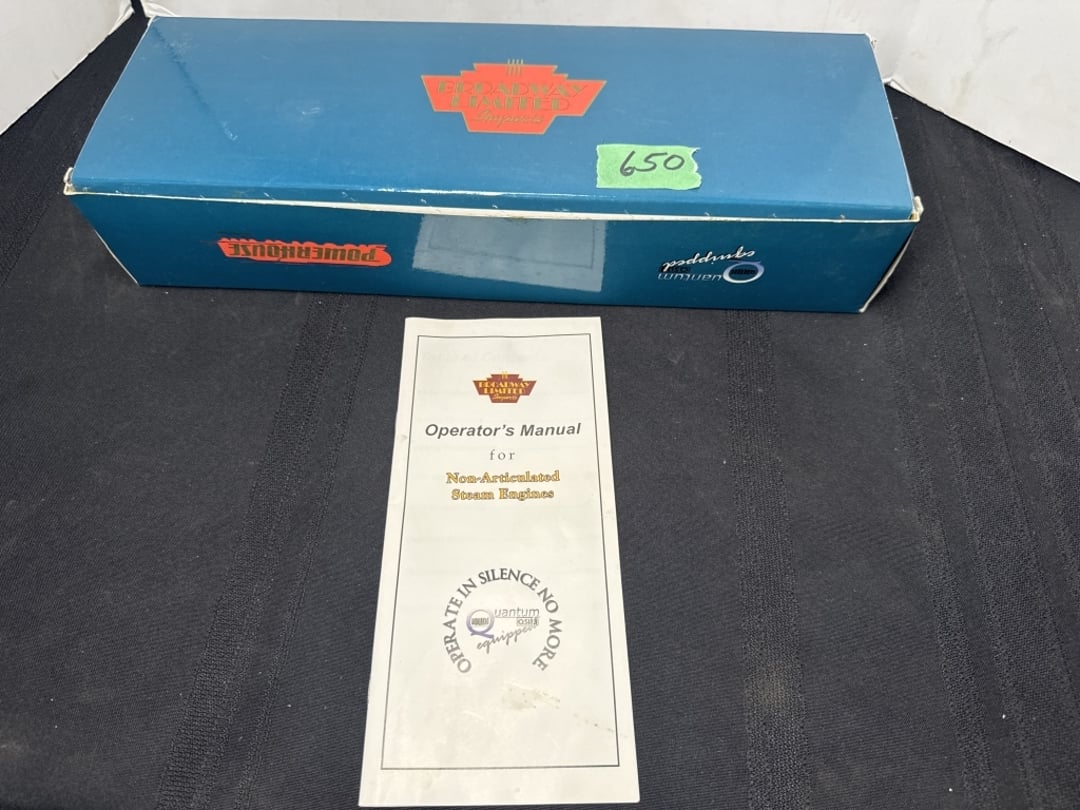 BROADWAY
LIMITED
Imports
650
POWERHOUSE
Quantum
equipped
BROADWAY
LIMITED
Imports
Operator's Manual
for
Non-Articulated
Steam Engines
OPERATE IN SILENCE NO MORE
Quantum
equipped